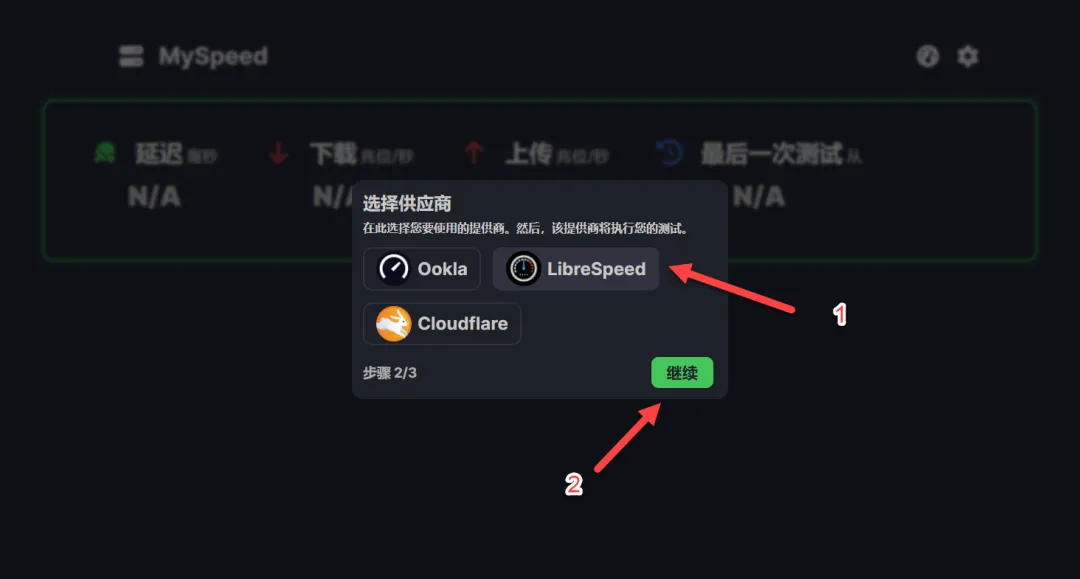 MySpeed
延迟 毫秒 下载 兆位/秒 上传 兆位/秒 最后一次测试 从
N/A N/A N/A
选择供应商
在此选择您要使用的提供商。然后，该提供商将执行您的测试。
Ookla LibreSpeed
1
Cloudflare
步骤 2/3 继续
2